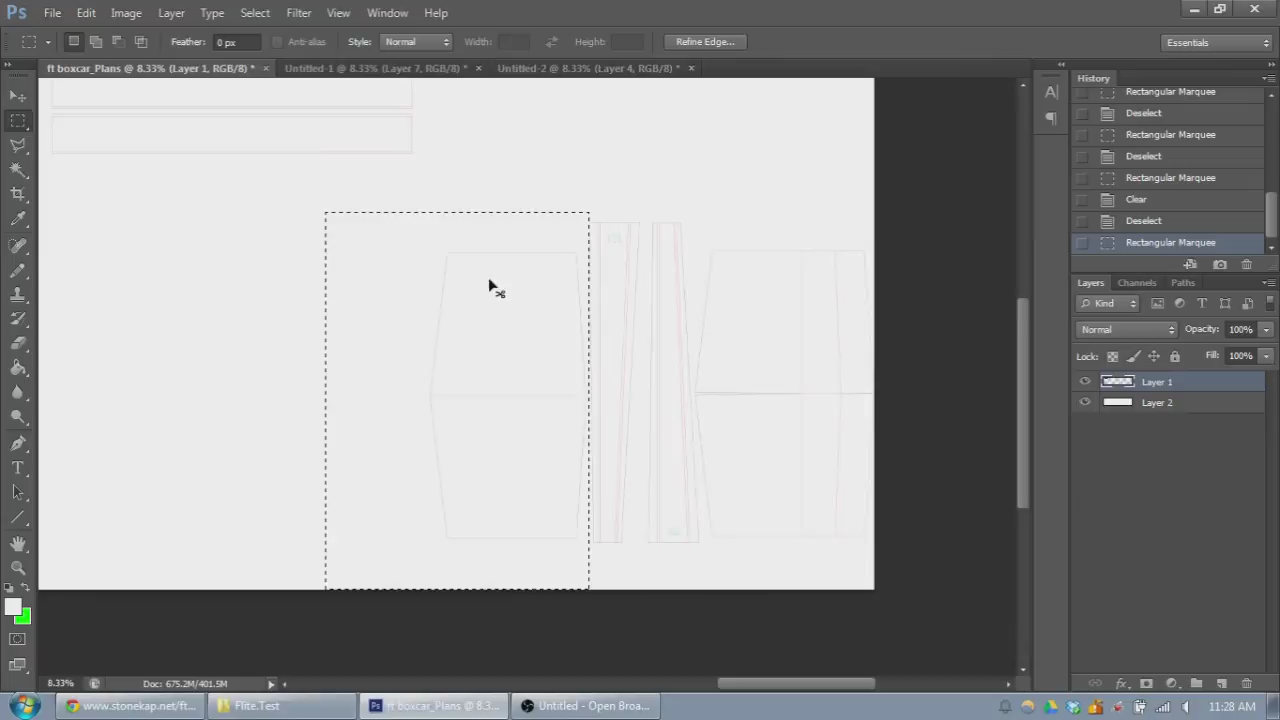 Ps File Edit Image Layer Type Select Filter View Window Help
Feather: 0 px Anti-alias Style: Normal Width: Height: Refine Edge... Essentials
ft boxcar_Plans @ 8.33% (Layer 1, RGB/8) * × Untitled-1 @ 8.33% (Layer 7, RGB/8) * × Untitled-2 @ 8.33% (Layer 4, RGB/8) * ×
History
Rectangular Marquee
Deselect
Rectangular Marquee
Deselect
Rectangular Marquee
Clear
Deselect
Rectangular Marquee
Layers Channels Paths
Kind
Normal Opacity: 100%
Lock: Fill: 100%
Layer 1
Layer 2
8.33% Doc: 675.2M/401.5M
www.stonekap.net/ft... Flite.Test ft boxcar_Plans @ 8.3... Untitled - Open Broa... 11:28 AM